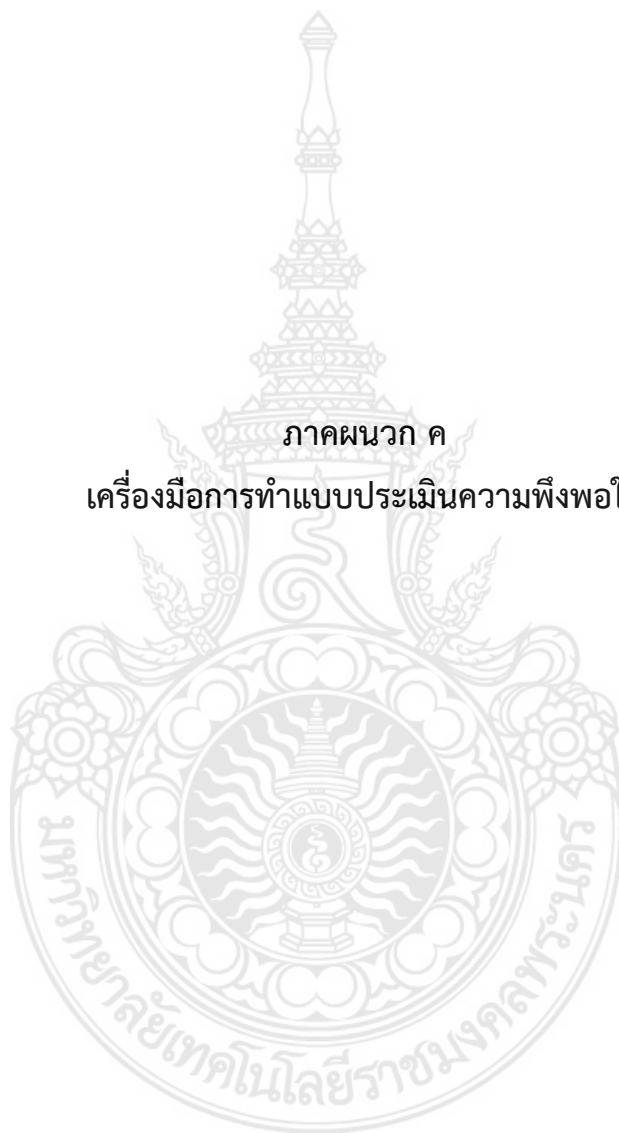 ภาคผนวก ค
เครื่องมือการทำแบบประเมินความพึงพอใ
มหาวิทยาลัยเทคโนโลยีราชมงคลพระนคร